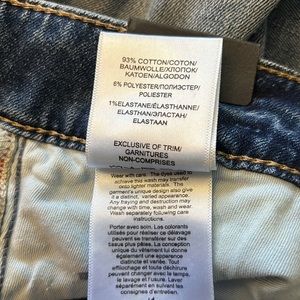 93% COTTON/COTON/
BAUMWOLLE/ХЛОПОК/
KATOEN/ALGODON
6% POLYESTER/ПОЛИЭСТЕР/
POLIESTER
1% ELASTANE/ÉLASTHANNE/
ELASTHAN/ЭЛАСТАН/
ELASTAAN
EXCLUSIVE OF TRIM/
GARNITURES
NON-COMPRISES
Wear with care. The dyes used to
achieve this wash may transfer
onto lighter materials. The
garment's unique design also give
it a distinct, varied appearance.
Any fraying and destruction may
change with time, wash and wear.
Wash separately following care
instructions.
Porter avec soin. Les colorants
utilisés pour réaliser ce délavage
peuvent se transférer sur des
tissus plus pâles. La conception
unique du vêtement lui donne
également une apparence
distincte et variée. Tout
effilochage et toute déchirure
peuvent changer avec le temps,
le lavage et l'usure. Laver
séparément en suivant les
consignes d'entretien.